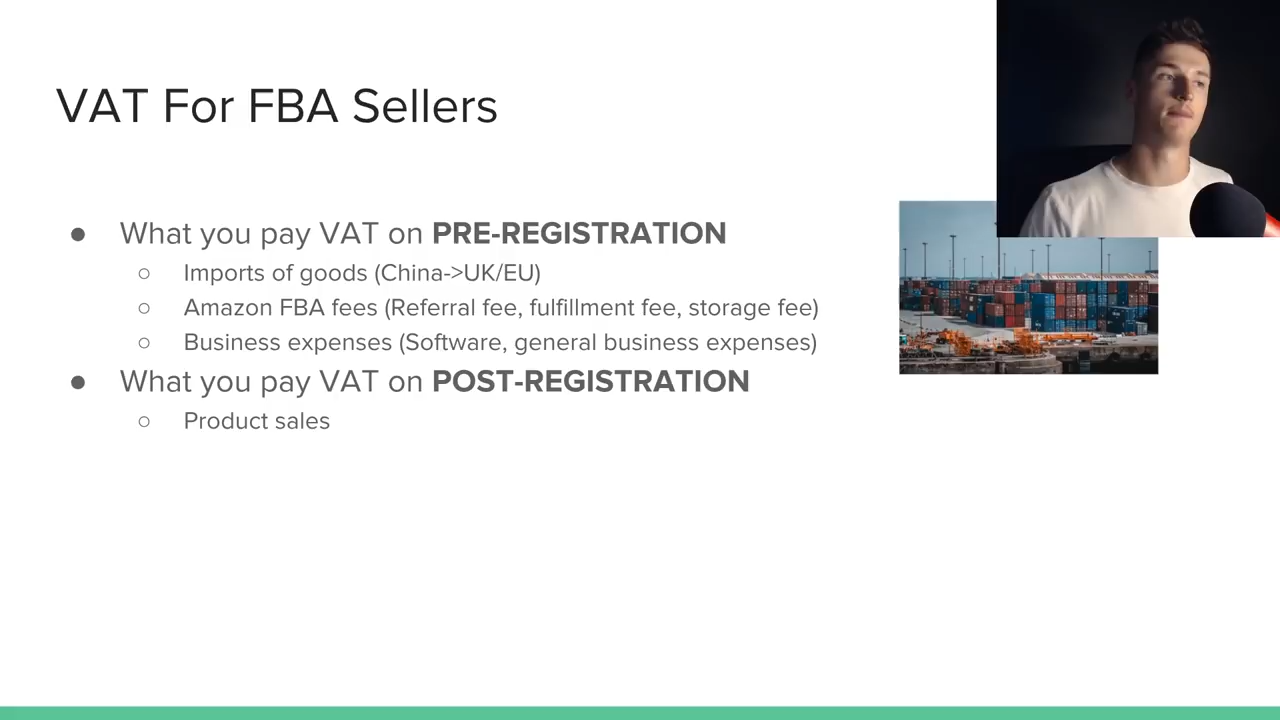 VAT For FBA Sellers
● What you pay VAT on PRE-REGISTRATION
○ Imports of goods (China->UK/EU)
○ Amazon FBA fees (Referral fee, fulfillment fee, storage fee)
○ Business expenses (Software, general business expenses)
● What you pay VAT on POST-REGISTRATION
○ Product sales